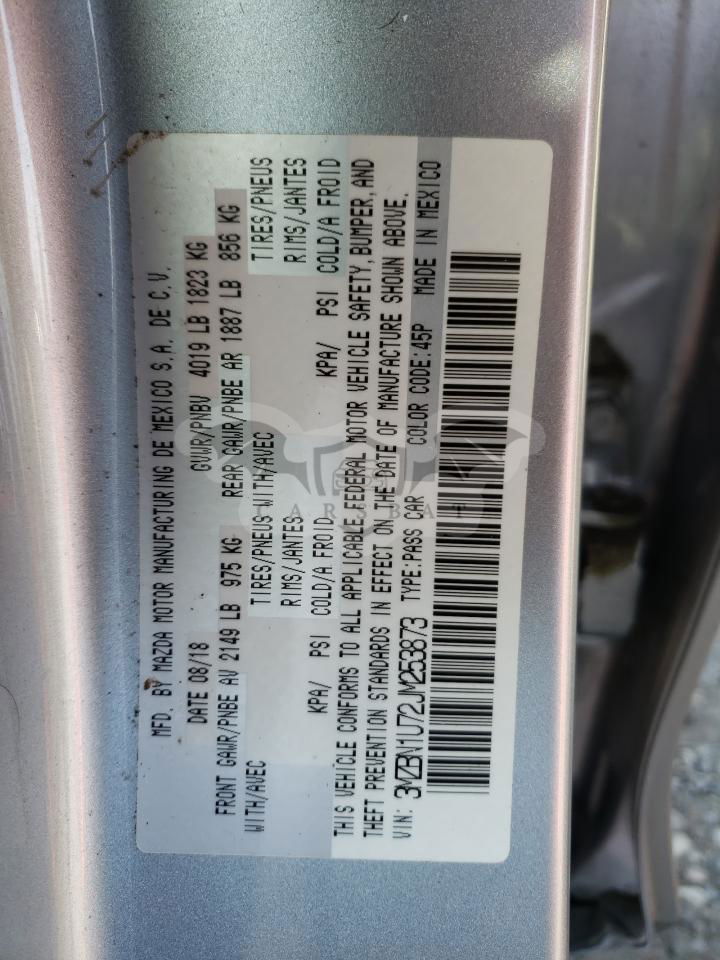 MFD. BY MAZDA MOTOR MANUFACTURING DE MEXICO S.A. DE C.V.
DATE 08/18 GVWR/PNBV 4019 LB 1823 KG
FRONT GAWR/PNBE AV 2149 LB 975 KG REAR GAWR/PNBE AR 1887 LB 856 KG
WITH/AVEC TIRES/PNEUS WITH/AVEC TIRES/PNEUS
RIMS/JANTES RIMS/JANTES
KPA/ PSI COLD/A FROID KPA/ PSI COLD/A FROID
THIS VEHICLE CONFORMS TO ALL APPLICABLE FEDERAL MOTOR VEHICLE SAFETY, BUMPER, AND
THEFT PREVENTION STANDARDS IN EFFECT ON THE DATE OF MANUFACTURE SHOWN ABOVE.
VIN: 3MZBN1U72JM253873 TYPE:PASS CAR COLOR CODE:45P MADE IN MEXICO
CARSBAT